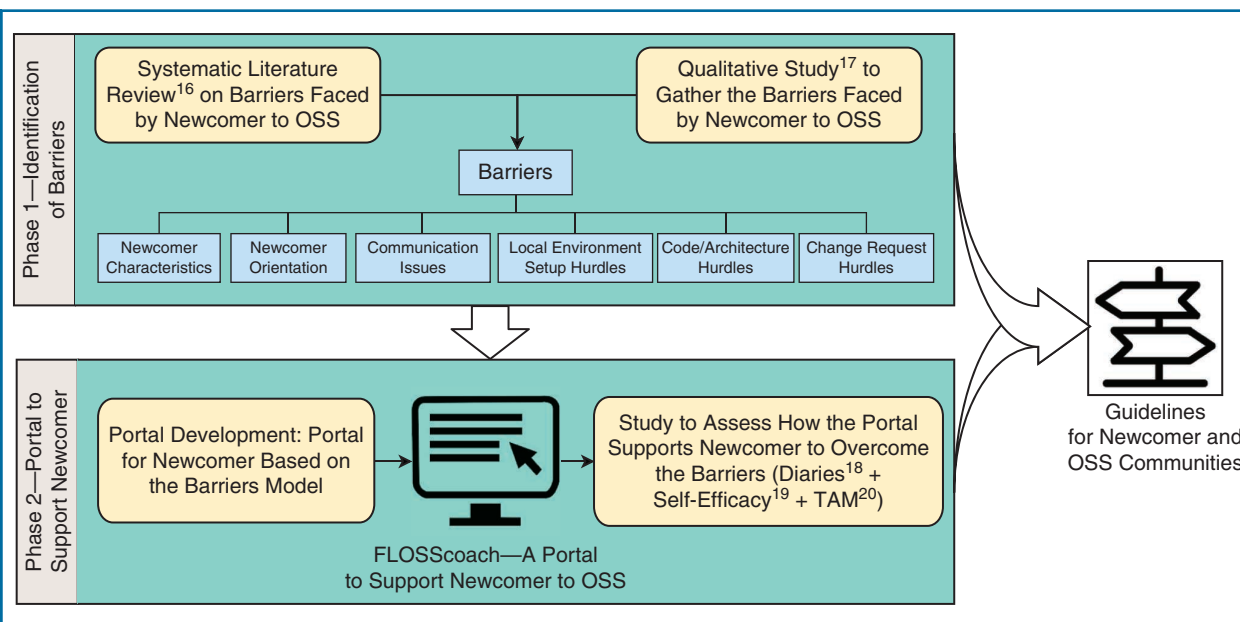 Phase 1—Identification
of Barriers
Systematic Literature
Review16 on Barriers Faced
by Newcomer to OSS
Qualitative Study17 to
Gather the Barriers Faced
by Newcomer to OSS
Barriers
Newcomer
Characteristics
Newcomer
Orientation
Communication
Issues
Local Environment
Setup Hurdles
Code/Architecture
Hurdles
Change Request
Hurdles
Phase 2—Portal to
Support Newcomer
Portal Development: Portal
for Newcomer Based on
the Barriers Model
FLOSScoach—A Portal
to Support Newcomer to OSS
Study to Assess How the Portal
Supports Newcomer to Overcome
the Barriers (Diaries18 +
Self-Efficacy19 + TAM20)
Guidelines
for Newcomer and
OSS Communities